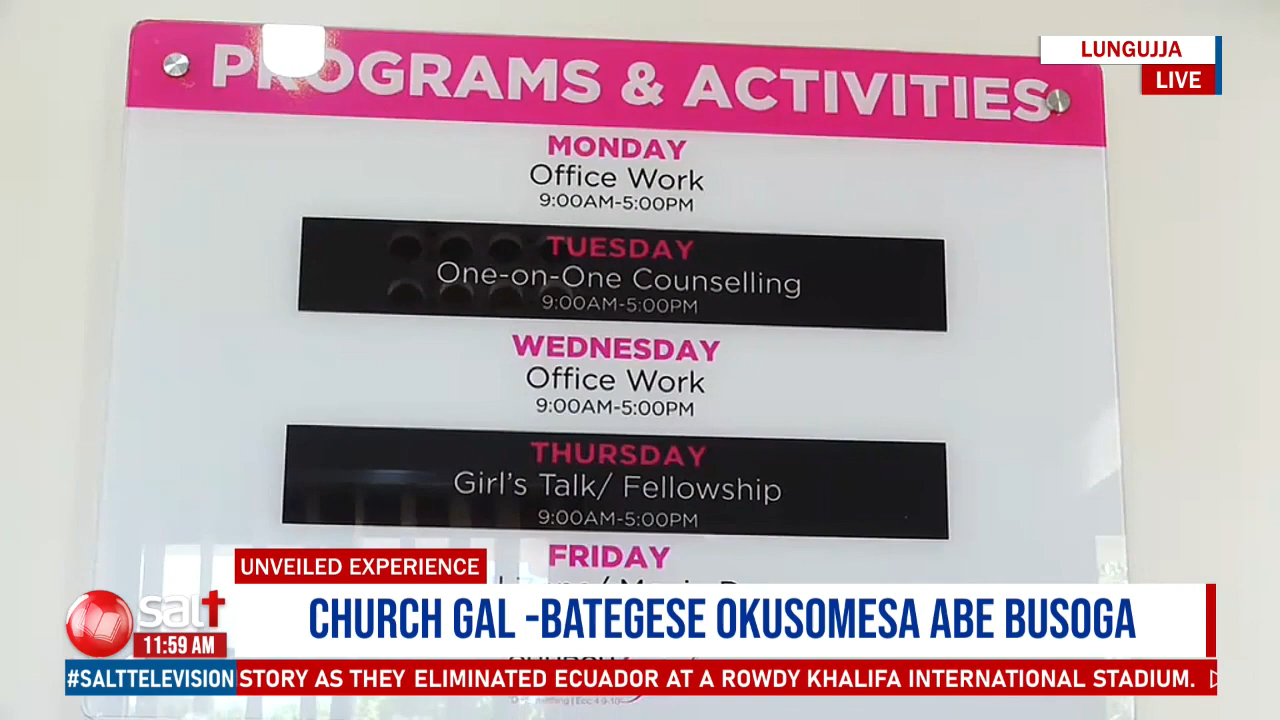 PROGRAMS & ACTIVITIES
LUNGUJJA
LIVE
MONDAY
Office Work
9:00AM-5:00PM
TUESDAY
One-on-One Counselling
9:00AM-5:00PM
WEDNESDAY
Office Work
9:00AM-5:00PM
THURSDAY
Girl's Talk/ Fellowship
9:00AM-5:00PM
FRIDAY
UNVEILED EXPERIENCE
CHURCH GAL -BATEGESE OKUSOMESA ABE BUSOGA
salt
11:59 AM
#SALTTELEVISION STORY AS THEY ELIMINATED ECUADOR AT A ROWDY KHALIFA INTERNATIONAL STADIUM.